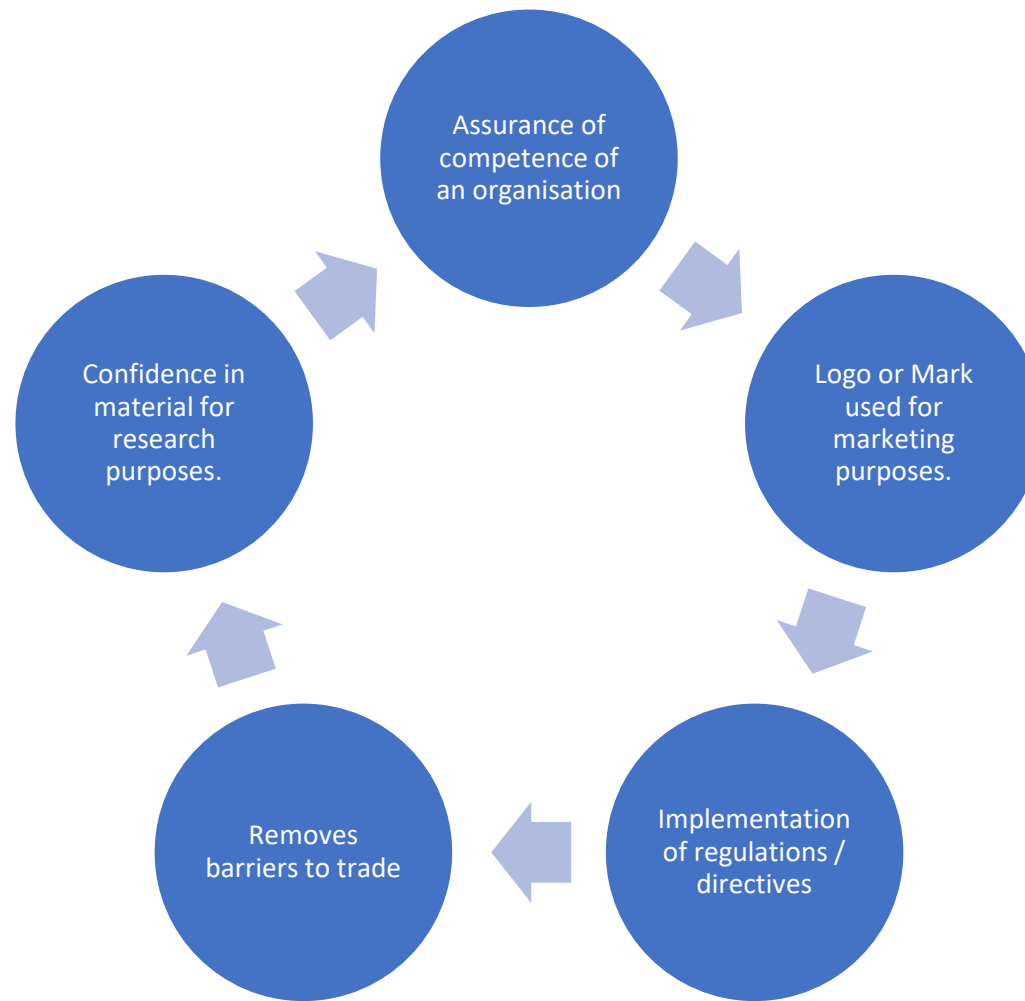 Assurance of
competence of
an organisation
Logo or Mark
used for
marketing
purposes.
Implementation
of regulations /
directives
Removes
barriers to trade
Confidence in
material for
research
purposes.